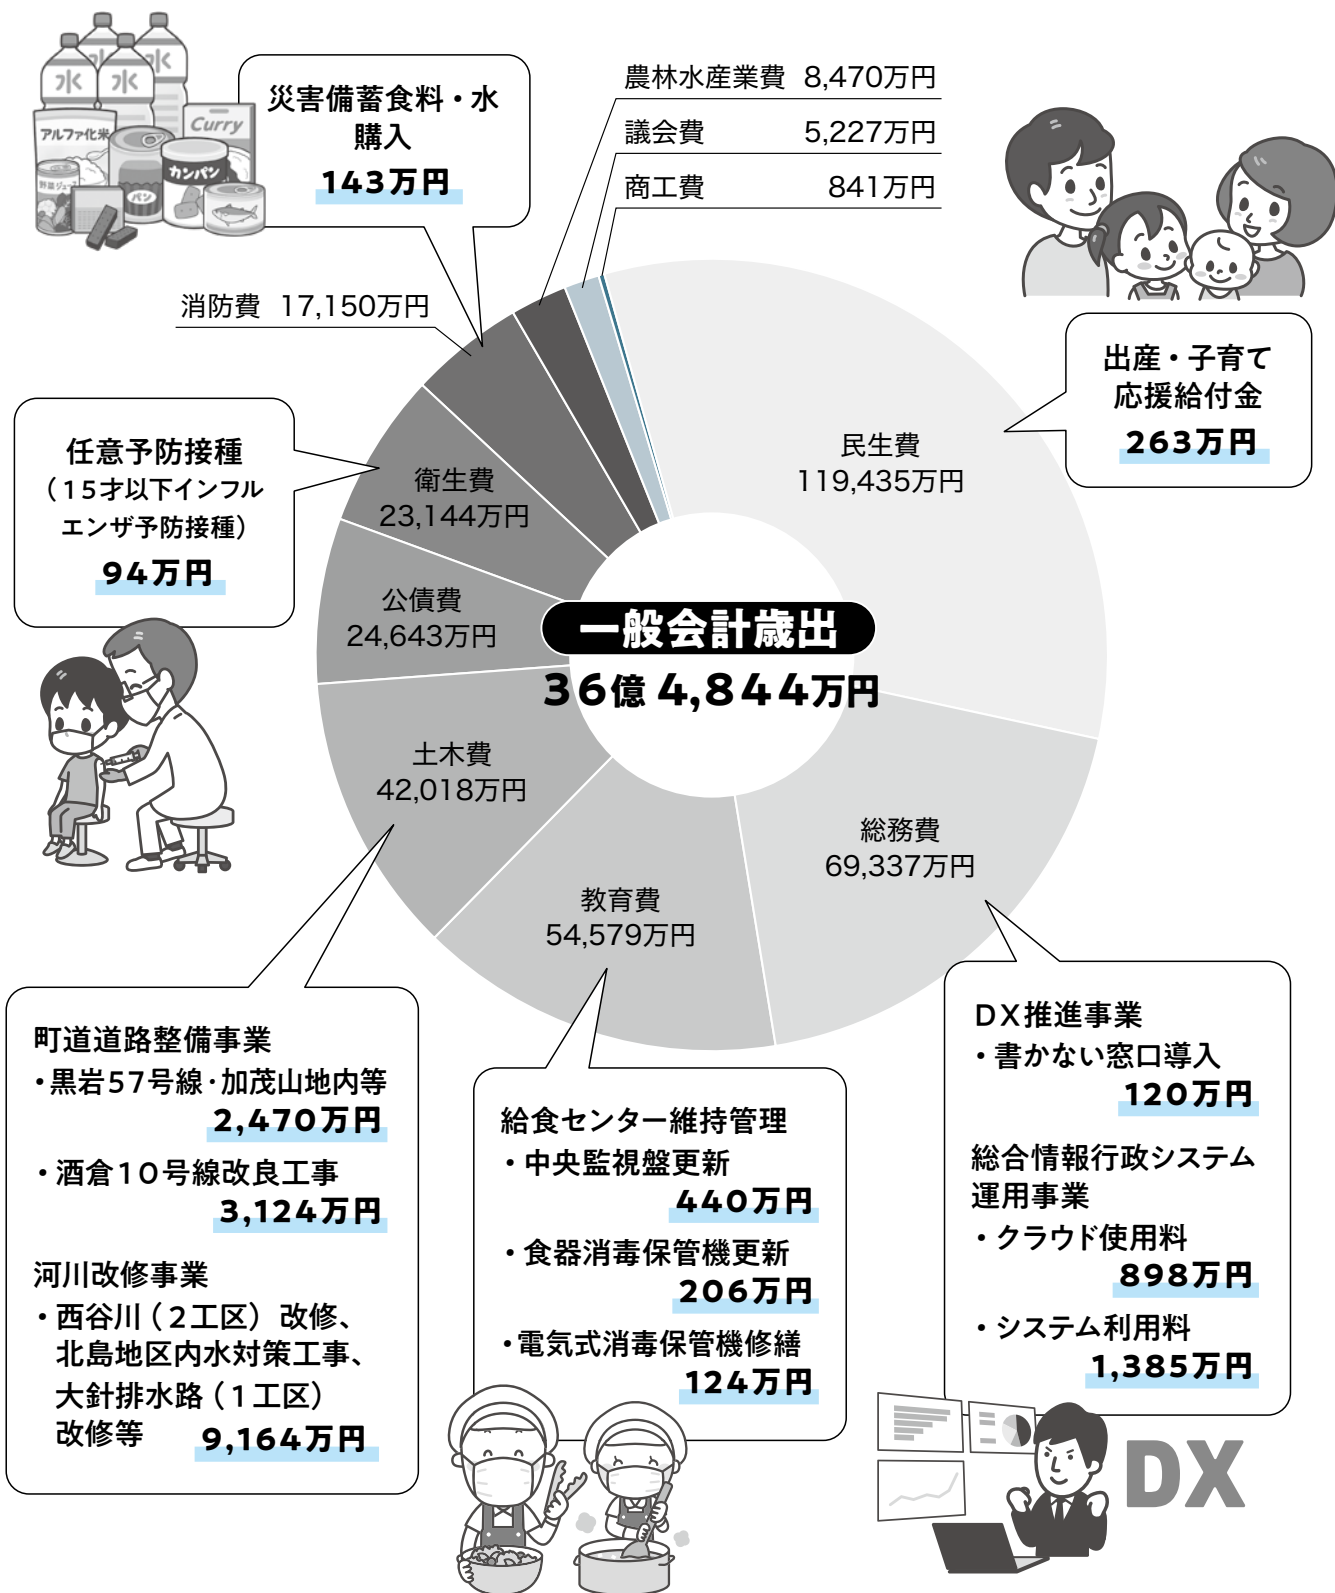 水
水
水
水
アルファ化米
Curry
カンパン
野菜ジュース
パン
災害備蓄食料・水
購入
143万円
農林水産業費 8,470万円
議会費 5,227万円
商工費 841万円
消防費 17,150万円
出産・子育て
応援給付金
263万円
民生費
119,435万円
任意予防接種
(15才以下インフル
エンザ予防接種)
94万円
衛生費
23,144万円
公債費
24,643万円
一般会計歳出
36億4,844万円
土木費
42,018万円
総務費
69,337万円
教育費
54,579万円
町道道路整備事業
・黒岩57号線・加茂山地内等
2,470万円
・酒倉10号線改良工事
3,124万円
河川改修事業
・西谷川(2工区)改修、
北島地区内水対策工事、
大針排水路(1工区)
改修等 9,164万円
給食センター維持管理
・中央監視盤更新
440万円
・食器消毒保管機更新
206万円
・電気式消毒保管機修繕
124万円
DX推進事業
・書かない窓口導入
120万円
総合情報行政システム
運用事業
・クラウド使用料
898万円
・システム利用料
1,385万円
DX